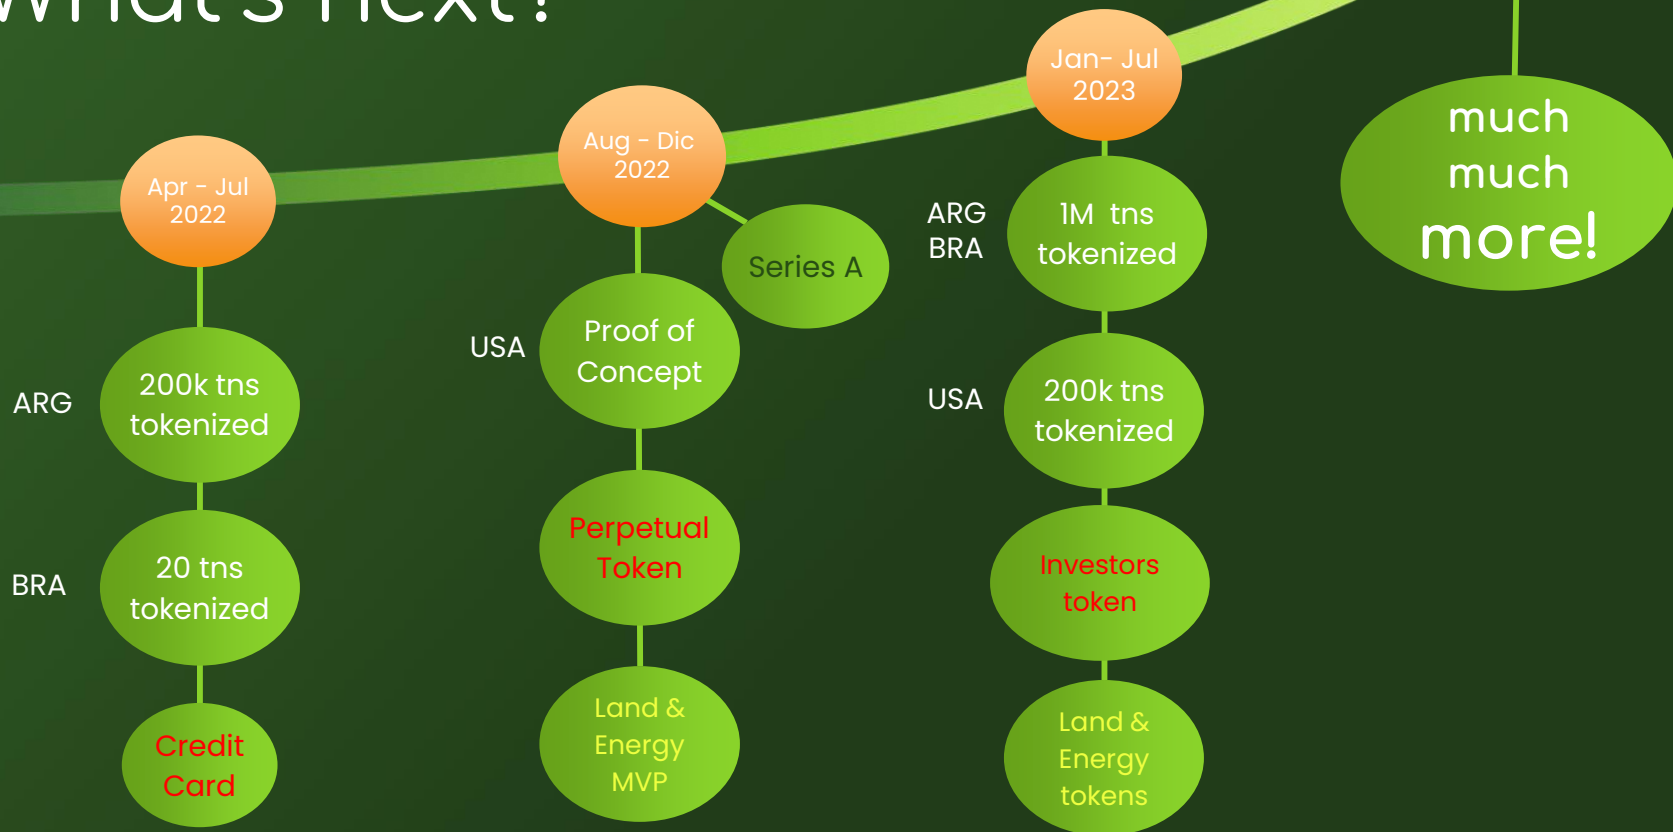 What's next?
Apr - Jul
2022
ARG
200k tns
tokenized
BRA
20 tns
tokenized
Credit
Card
Aug - Dic
2022
Series A
USA
Proof of
Concept
Perpetual
Token
Land &
Energy
MVP
Jan- Jul
2023
ARG
BRA
1M tns
tokenized
USA
200k tns
tokenized
Investors
token
Land &
Energy
tokens
much
much
more!